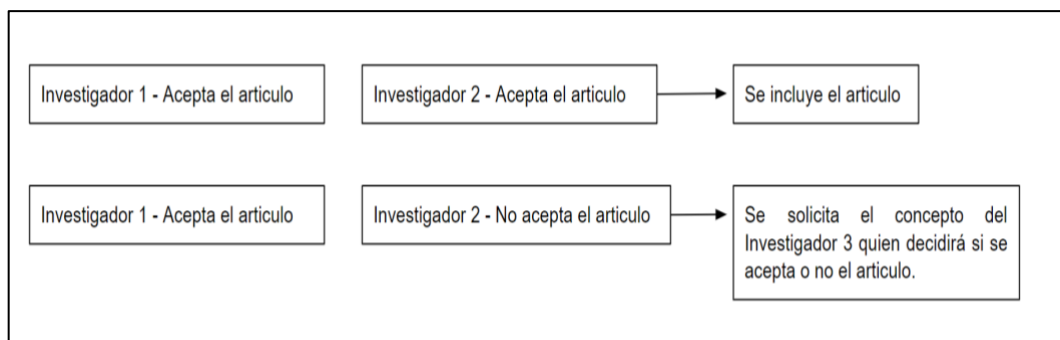 Investigador 1 - Acepta el articulo
Investigador 2 - Acepta el articulo
Se incluye el articulo
Investigador 1 - Acepta el articulo
Investigador 2 - No acepta el articulo
Se solicita el concepto del
Investigador 3 quien decidirá si se
acepta o no el articulo.